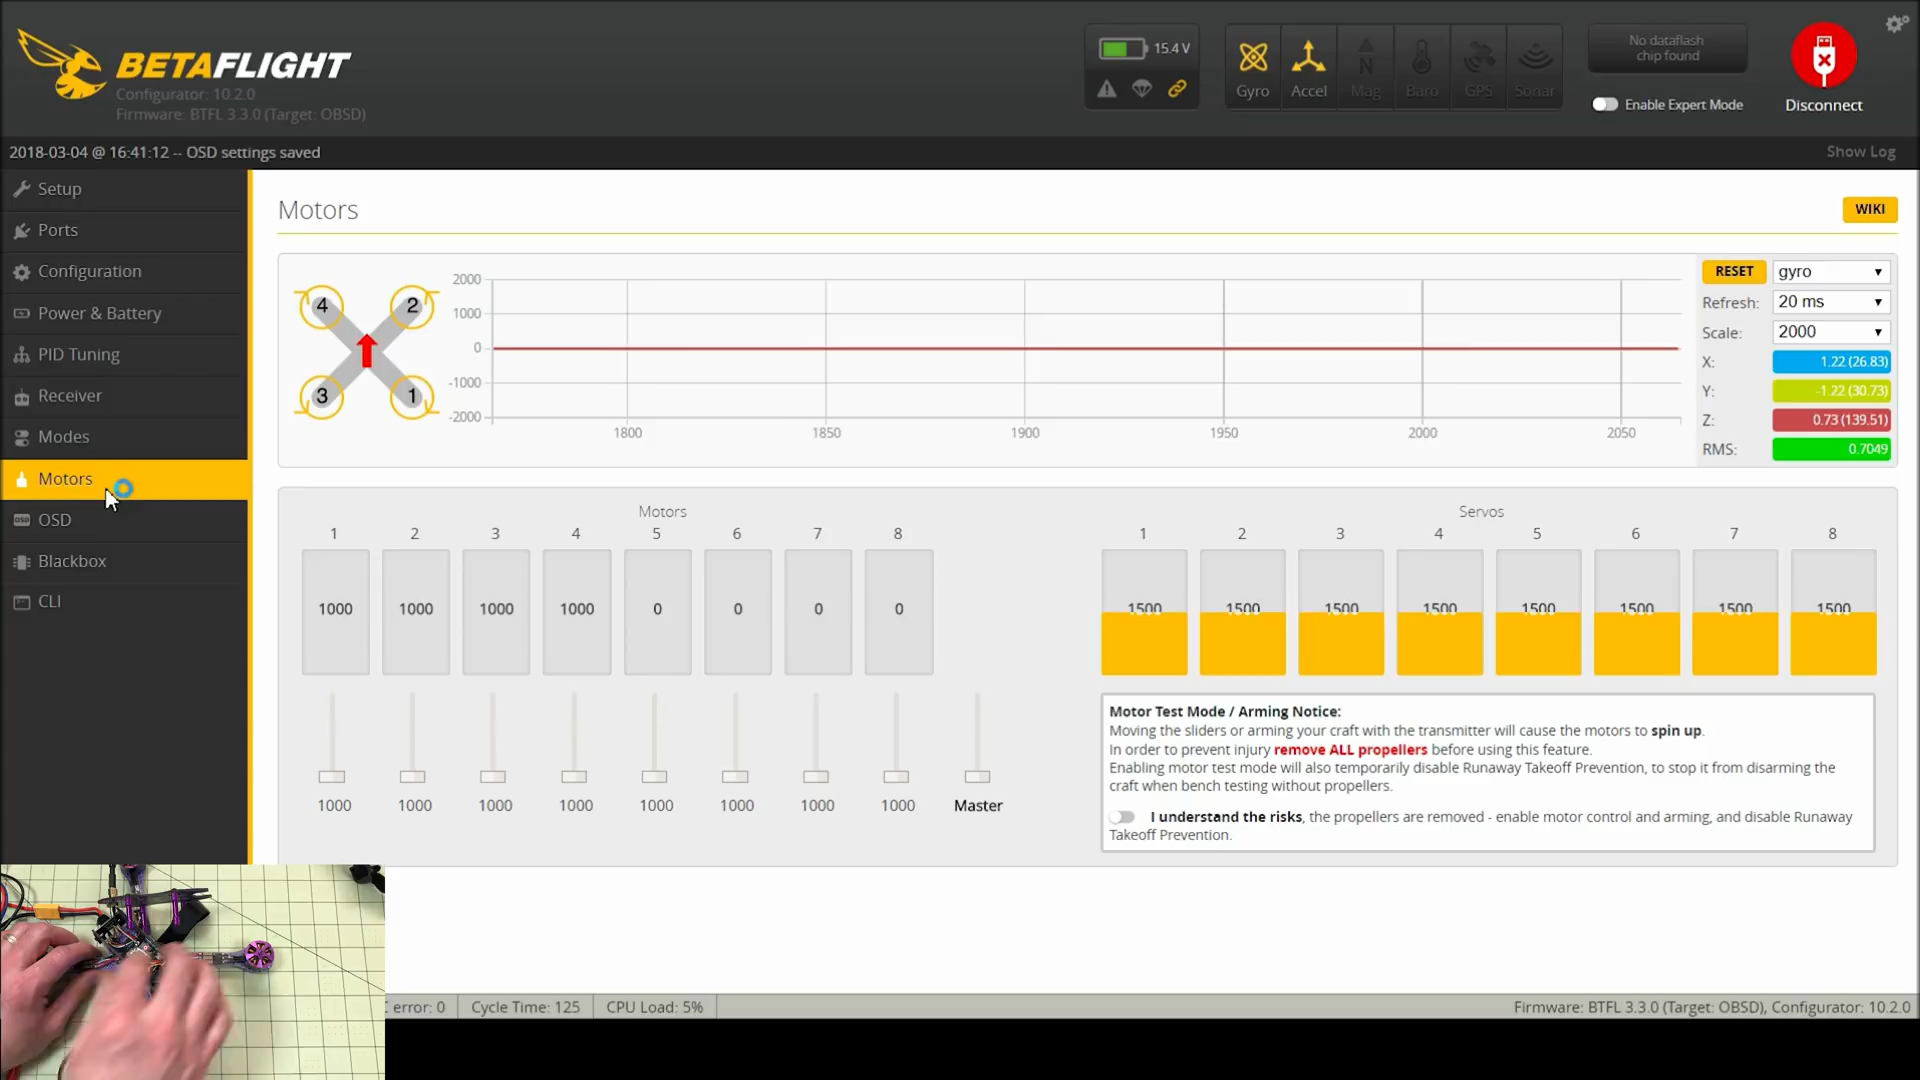 BETAFLIGHT
Configurator: 10.2.0
Firmware: BTFL 3.3.0 (Target: OBSD)
15.4 V
Gyro
Accel
Mag
Baro
GPS
Sonar
No dataflash
chip found
Enable Expert Mode
Disconnect
2018-03-04 @ 16:41:12 -- OSD settings saved
Show Log
Setup
Ports
Configuration
Power & Battery
PID Tuning
Receiver
Modes
Motors
OSD
Blackbox
CLI
Motors
WIKI
4
2
3
1
2000
1000
0
-1000
-2000
1800
1850
1900
1950
2000
2050
RESET
gyro
Refresh:
20 ms
Scale:
2000
X:
1.22 (26.83)
Y:
-1.22 (30.73)
Z:
0.73 (139.51)
RMS:
0.7049
Motors
1 2 3 4 5 6 7 8
1000 1000 1000 1000 0 0 0 0
1000 1000 1000 1000 1000 1000 1000 1000 Master
Servos
1 2 3 4 5 6 7 8
1500 1500 1500 1500 1500 1500 1500 1500
Motor Test Mode / Arming Notice:
Moving the sliders or arming your craft with the transmitter will cause the motors to spin up.
In order to prevent injury remove ALL propellers before using this feature.
Enabling motor test mode will also temporarily disable Runaway Takeoff Prevention, to stop it from disarming the
craft when bench testing without propellers.
I understand the risks, the propellers are removed - enable motor control and arming, and disable Runaway
Takeoff Prevention.
error: 0
Cycle Time: 125
CPU Load: 5%
Firmware: BTFL 3.3.0 (Target: OBSD), Configurator: 10.2.0